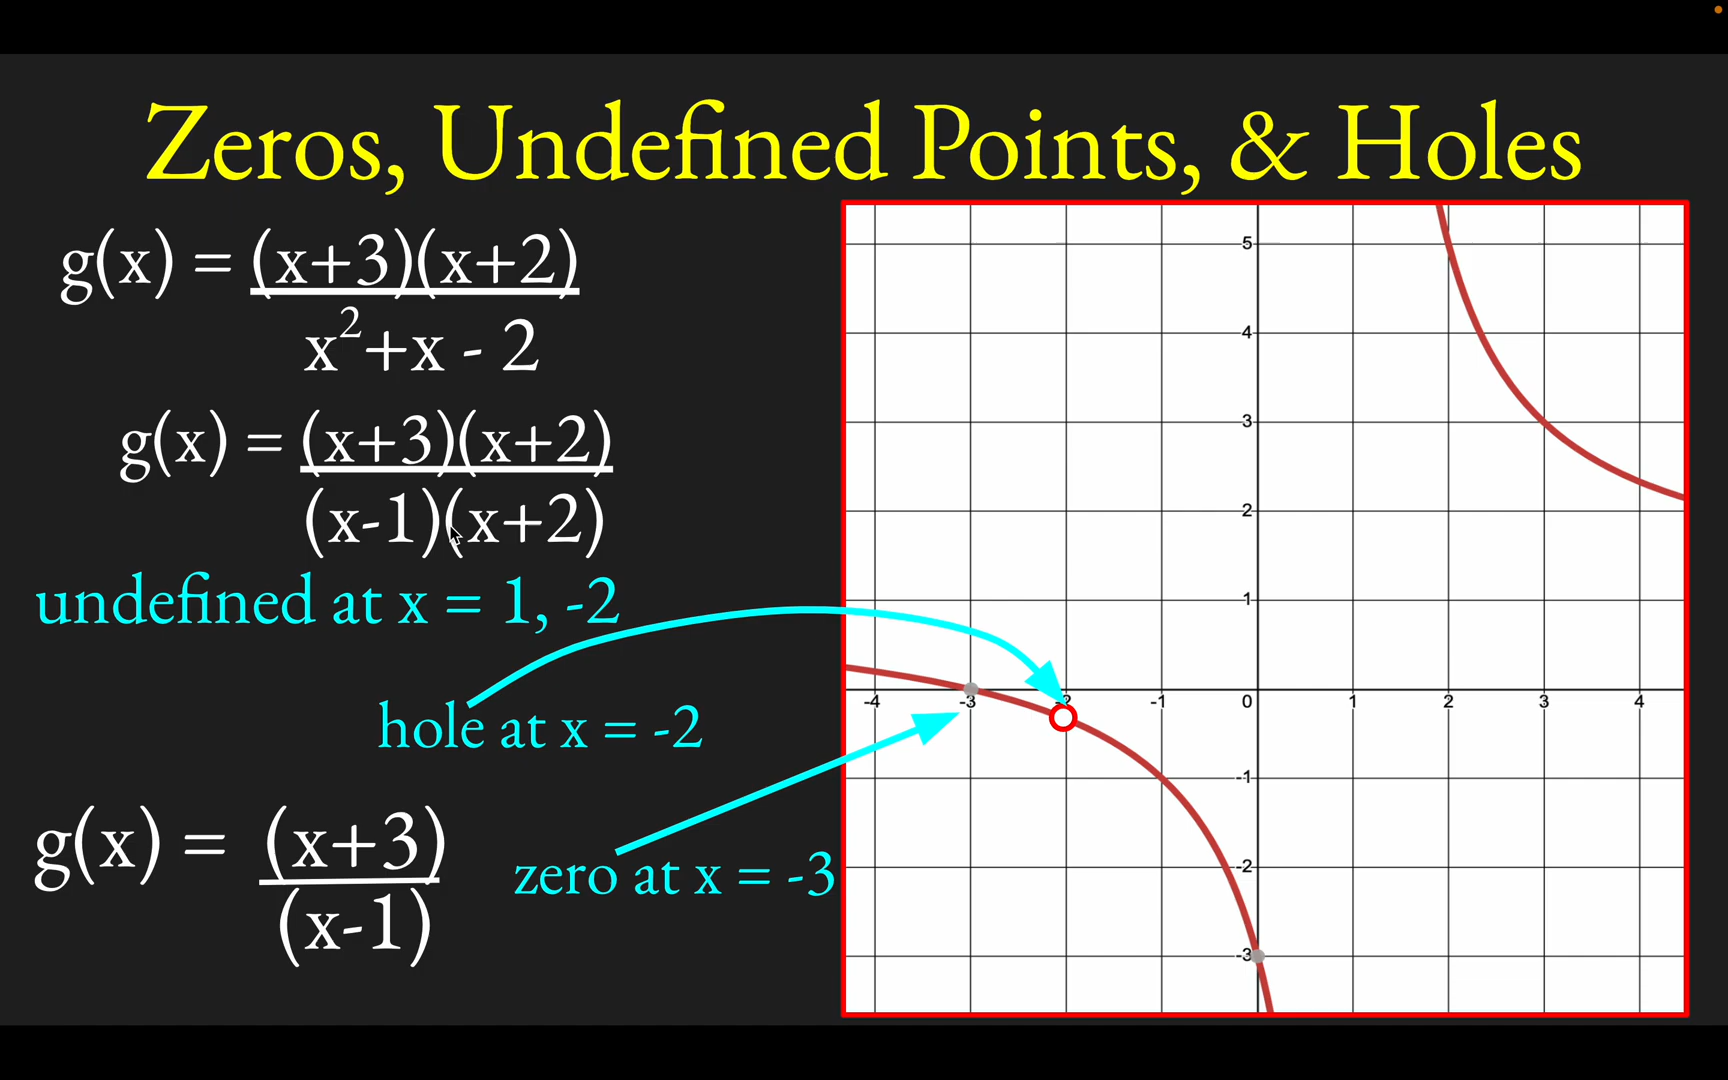 Zeros, Undefined Points, & Holes
g(x) = (x+3)(x+2)
x²+x - 2
g(x) = (x+3)(x+2)
(x-1)(x+2)
undefined at x = 1, -2
hole at x = -2
g(x) = (x+3)
(x-1)
zero at x = -3
5
4
3
2
1
-4 -3 -2 -1 0 1 2 3 4
-1
-2
-3